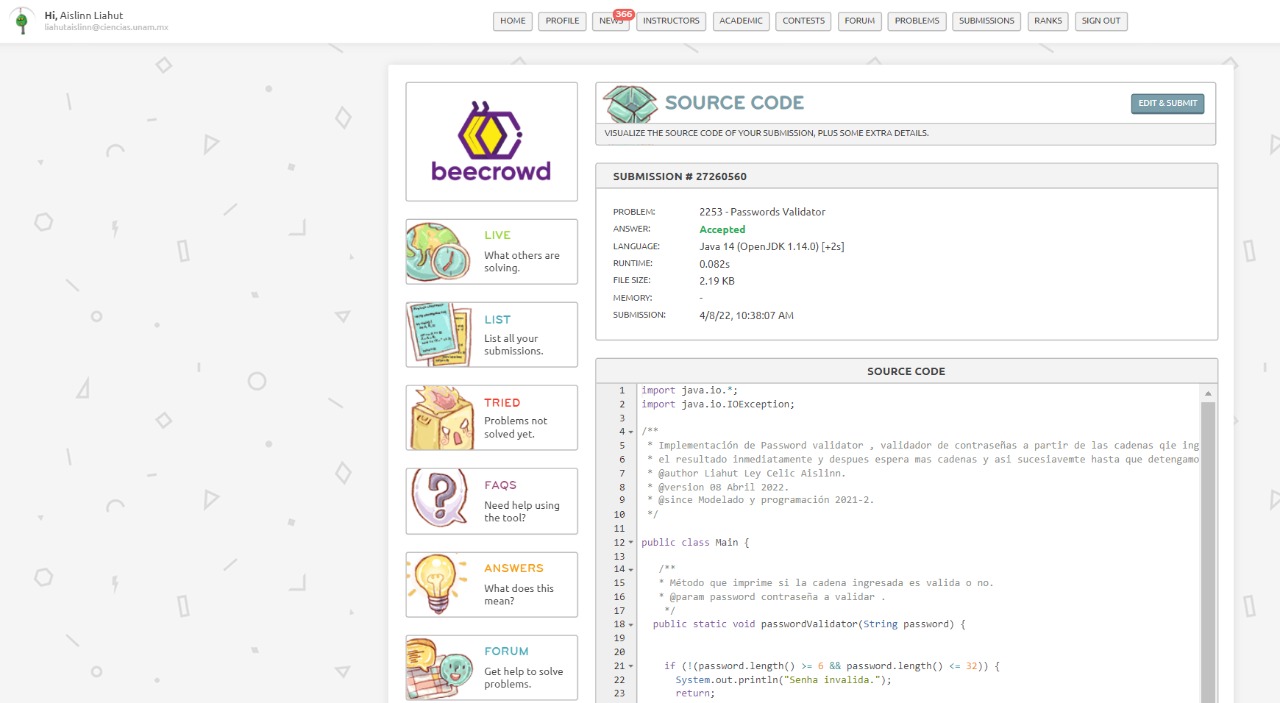 Hi, Aislinn Liahut
liahutaislinn@ciencias.unam.mx
HOME
PROFILE
NEWS
366
INSTRUCTORS
ACADEMIC
CONTESTS
FORUM
PROBLEMS
SUBMISSIONS
RANKS
SIGN OUT
beecrowd
LIVE
What others are
solving.
LIST
List all your
submissions.
TRIED
Problems not
solved yet.
FAQS
Need help using
the tool?
ANSWERS
What does this
mean?
FORUM
Get help to solve
problems.
SOURCE CODE
EDIT & SUBMIT
VISUALIZE THE SOURCE CODE OF YOUR SUBMISSION, PLUS SOME EXTRA DETAILS.
SUBMISSION # 27260560
PROBLEM: 2253 - Passwords Validator
ANSWER: Accepted
LANGUAGE: Java 14 (OpenJDK 1.14.0) [+2s]
RUNTIME: 0.082s
FILE SIZE: 2.19 KB
MEMORY: -
SUBMISSION: 4/8/22, 10:38:07 AM
SOURCE CODE
1 import java.io.*;
2 import java.io.IOException;
3
4 /**
5 * Implementación de Password validator , validador de contraseñas a partir de las cadenas qie ing
6 * el resultado inmediatamente y despues espera mas cadenas y asi sucesiavemte hasta que detengamo
7 * @author Liahut Ley Celic Aislinn.
8 * @version 08 Abril 2022.
9 * @since Modelado y programación 2021-2.
10 */
11
12 public class Main {
13
14 /**
15 * Método que imprime si la cadena ingresada es valida o no.
16 * @param password contraseña a validar .
17 */
18 public static void passwordValidator(String password) {
19
20
21 if (!(password.length() >= 6 && password.length() <= 32)) {
22 System.out.println("Senha invalida.");
23 return;